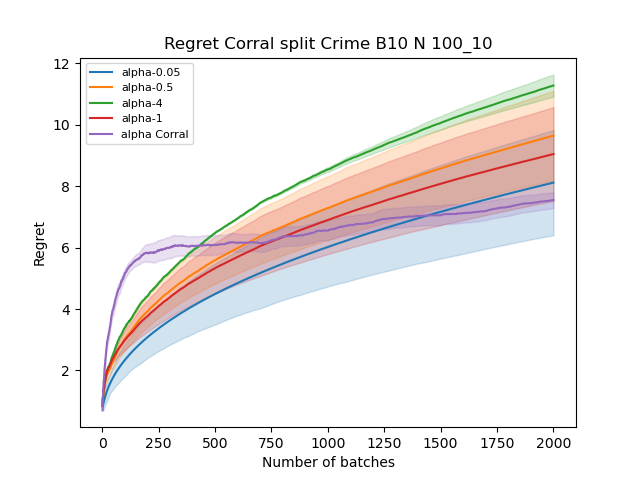 Regret Corral split Crime B10 N 100_10
12
10
8
6
4
2
Regret
alpha-0.05
alpha-0.5
alpha-4
alpha-1
alpha Corral
0 250 500 750 1000 1250 1500 1750 2000
Number of batches